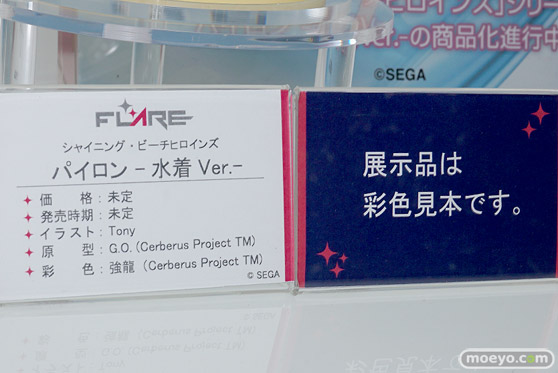 ヒロインズ」シリー
Ver.-の商品化進行中
©SEGA
FLARE
シャイニング・ビーチヒロインズ
パイロン - 水着 Ver.-
価 格：未定
発売時期：未定
イラスト：Tony
原 型：G.O.（Cerberus Project TM）
彩 色：強龍（Cerberus Project TM）
© SEGA
展示品は
彩色見本です。
moeyo.com